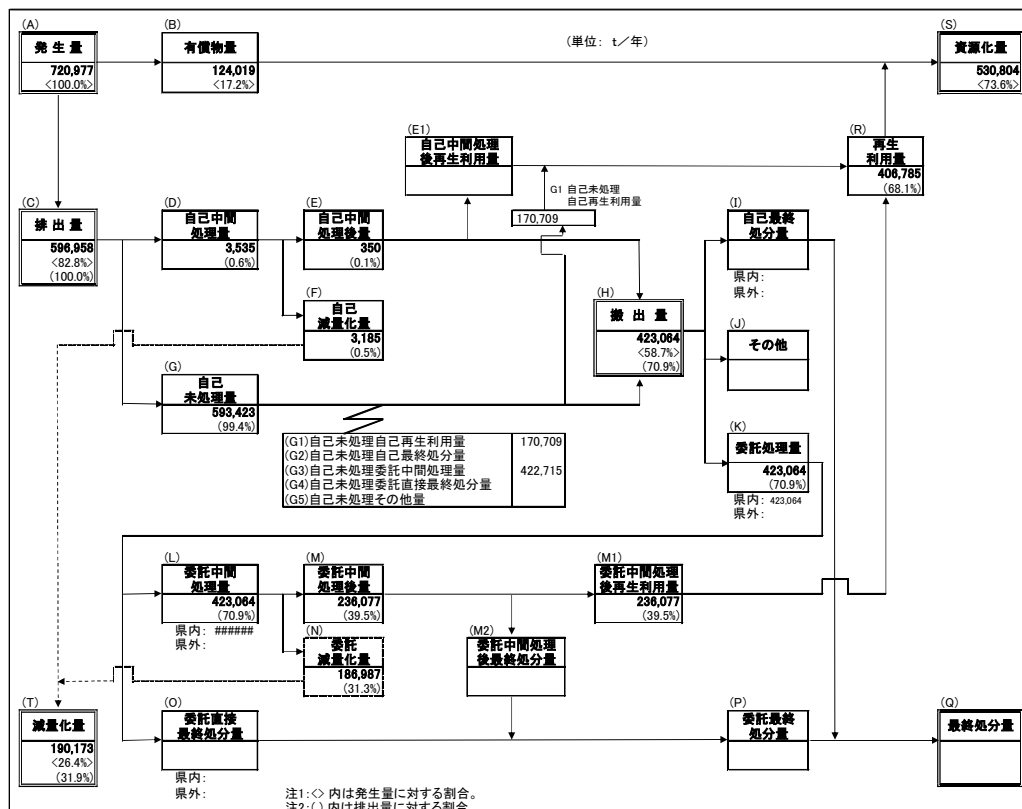 (A)
発 生 量
720,977
<100.0%>
(B)
有償物量
124,019
<17.2%>
(単位: t/年)
(S)
資源化量
530,804
<73.6%>
(E1)
自己中間処理
後再生利用量
(R)
再生
利用量
406,785
(68.1%)
G1 自己未処理
自己再生利用量
170,709
(C)
排 出 量
596,958
<82.8%>
(100.0%)
(D)
自己中間
処理量
3,535
(0.6%)
(E)
自己中間
処理後量
350
(0.1%)
(I)
自己最終
処分量
県内:
県外:
(F)
自己
減量化量
3,185
(0.5%)
(H)
搬 出 量
423,064
<58.7%>
(70.9%)
(J)
その他
(G)
自己
未処理量
593,423
(99.4%)
(G1)自己未処理自己再生利用量 170,709
(G2)自己未処理自己最終処分量
(G3)自己未処理委託中間処理量 422,715
(G4)自己未処理委託直接最終処分量
(G5)自己未処理その他量
(K)
委託処理量
423,064
(70.9%)
県内: 423,064
県外:
(L)
委託中間
処理量
423,064
(70.9%)
県内: ######
県外:
(M)
委託中間
処理後量
236,077
(39.5%)
(M1)
委託中間処理
後再生利用量
236,077
(39.5%)
(N)
委託
減量化量
186,987
(31.3%)
(M2)
委託中間処理
後最終処分量
(T)
減量化量
190,173
<26.4%>
(31.9%)
(O)
委託直接
最終処分量
県内:
県外:
(P)
委託最終
処分量
(Q)
最終処分量
注1:<> 内は発生量に対する割合。
注2:( ) 内は排出量に対する割合